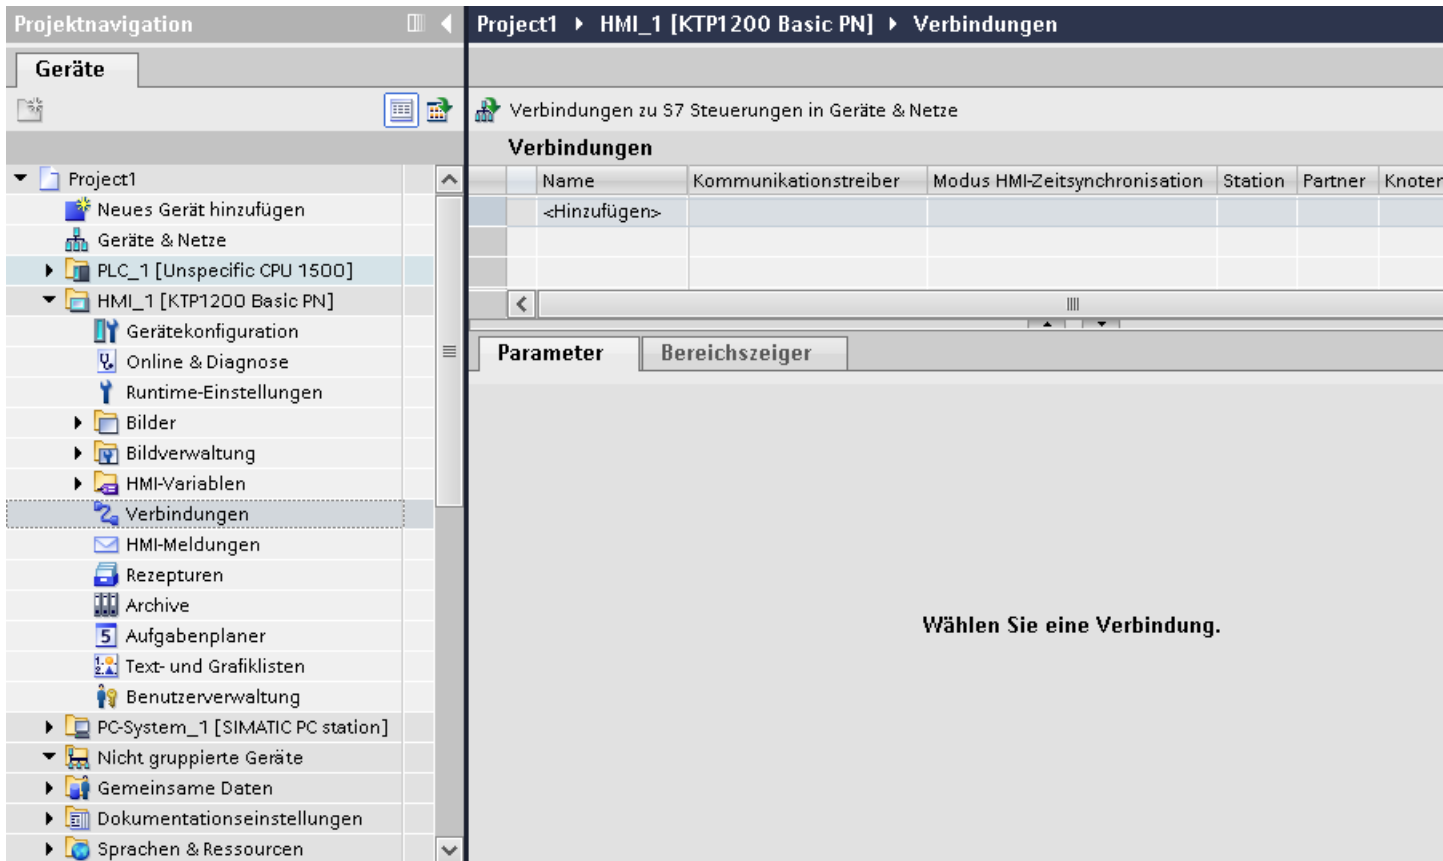 Projektnavigation
Project1 ▸ HMI_1 [KTP1200 Basic PN] ▸ Verbindungen
Geräte
Verbindungen zu S7 Steuerungen in Geräte & Netze
Verbindungen
Name Kommunikationstreiber Modus HMI-Zeitsynchronisation Station Partner Knoten
<Hinzufügen>
Parameter Bereichszeiger
Wählen Sie eine Verbindung.
Project1
Neues Gerät hinzufügen
Geräte & Netze
PLC_1 [Unspecific CPU 1500]
HMI_1 [KTP1200 Basic PN]
Gerätekonfiguration
Online & Diagnose
Runtime-Einstellungen
Bilder
Bildverwaltung
HMI-Variablen
Verbindungen
HMI-Meldungen
Rezepturen
Archive
Aufgabenplaner
Text- und Grafiklisten
Benutzerverwaltung
PC-System_1 [SIMATIC PC station]
Nicht gruppierte Geräte
Gemeinsame Daten
Dokumentationseinstellungen
Sprachen & Ressourcen